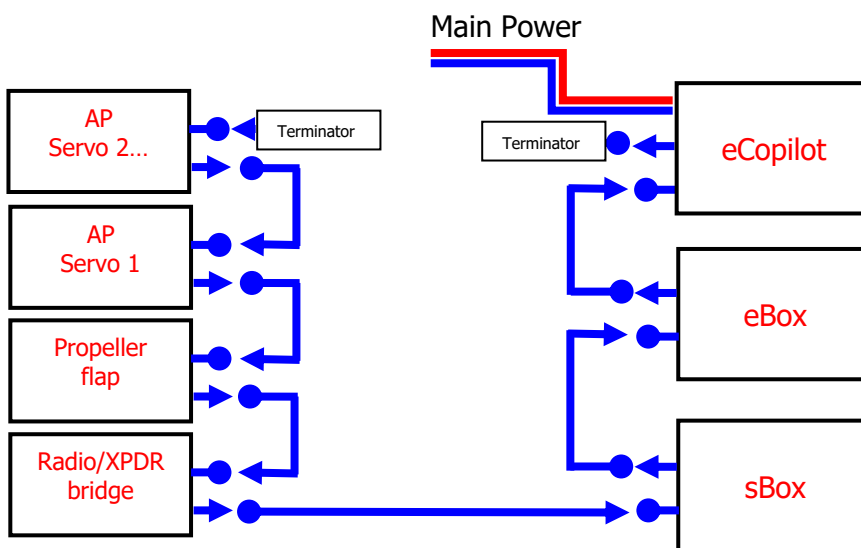 Main Power
AP
Servo 2...
Terminator
Terminator
eCopilot
AP
Servo 1
eBox
Propeller
flap
Radio/XPDR
bridge
sBox